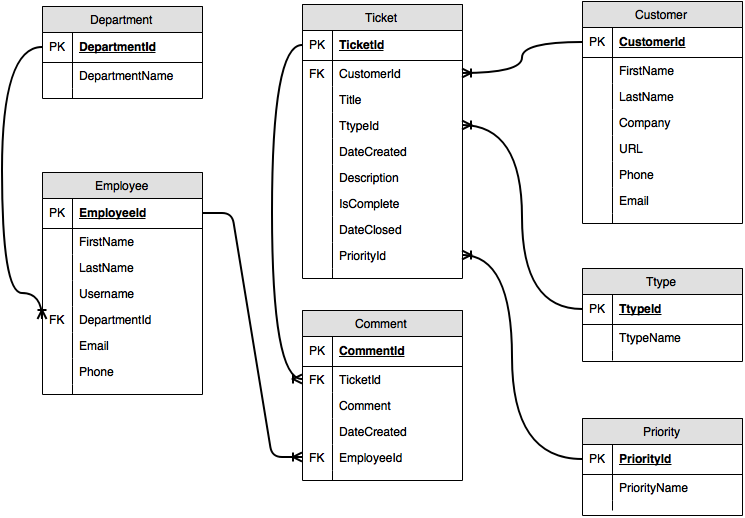 Department
PK DepartmentId
DepartmentName
Employee
PK EmployeeId
FirstName
LastName
Username
FK DepartmentId
Email
Phone
Ticket
PK TicketId
FK CustomerId
Title
TtypeId
DateCreated
Description
IsComplete
DateClosed
PriorityId
Comment
PK CommentId
FK TicketId
Comment
DateCreated
FK EmployeeId
Customer
PK CustomerId
FirstName
LastName
Company
URL
Phone
Email
Ttype
PK TtypeId
TtypeName
Priority
PK PriorityId
PriorityName